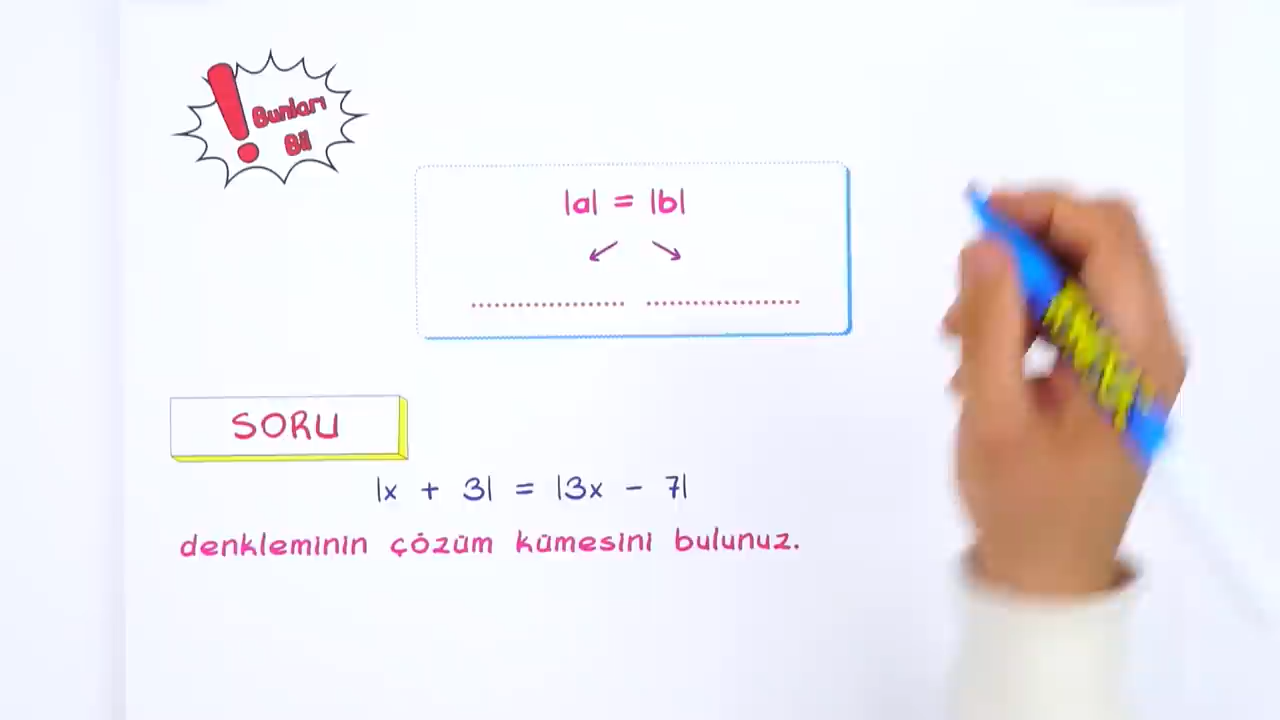 ! Bunları
Bil
|a| = |b|
↙ ↘
.............................. ..............................
SORU
|x + 3| = |3x - 7|
denkleminin çözüm kümesini bulunuz.